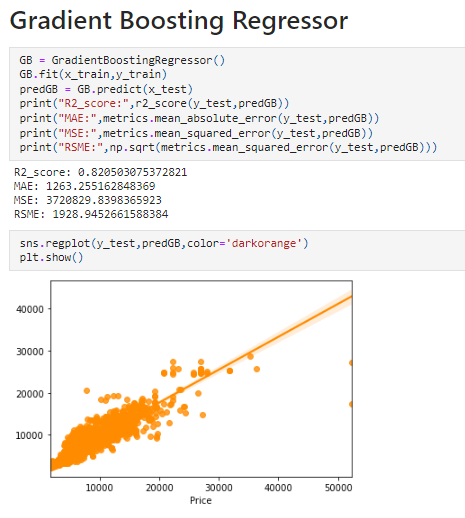 Gradient Boosting Regressor
GB = GradientBoostingRegressor()
GB.fit(x_train,y_train)
predGB = GB.predict(x_test)
print("R2_score:",r2_score(y_test,predGB))
print("MAE:",metrics.mean_absolute_error(y_test,predGB))
print("MSE:",metrics.mean_squared_error(y_test,predGB))
print("RSME:",np.sqrt(metrics.mean_squared_error(y_test,predGB)))
R2_score: 0.820503075372821
MAE: 1263.255162848369
MSE: 3720829.8398365923
RSME: 1928.9452661588384
sns.regplot(y_test,predGB,color='darkorange')
plt.show()
40000
30000
20000
10000
10000 20000 30000 40000 50000
Price